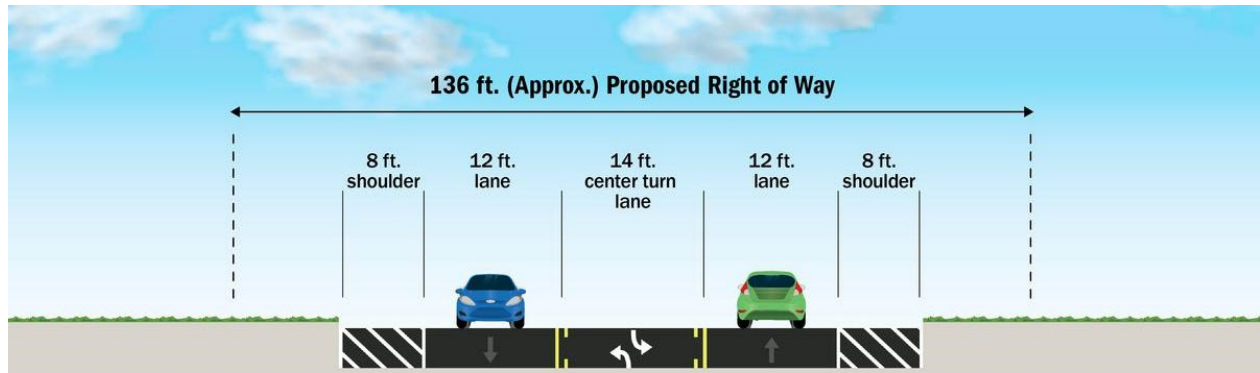 136 ft. (Approx.) Proposed Right of Way
8 ft.
shoulder
12 ft.
lane
14 ft.
center turn
lane
12 ft.
lane
8 ft.
shoulder